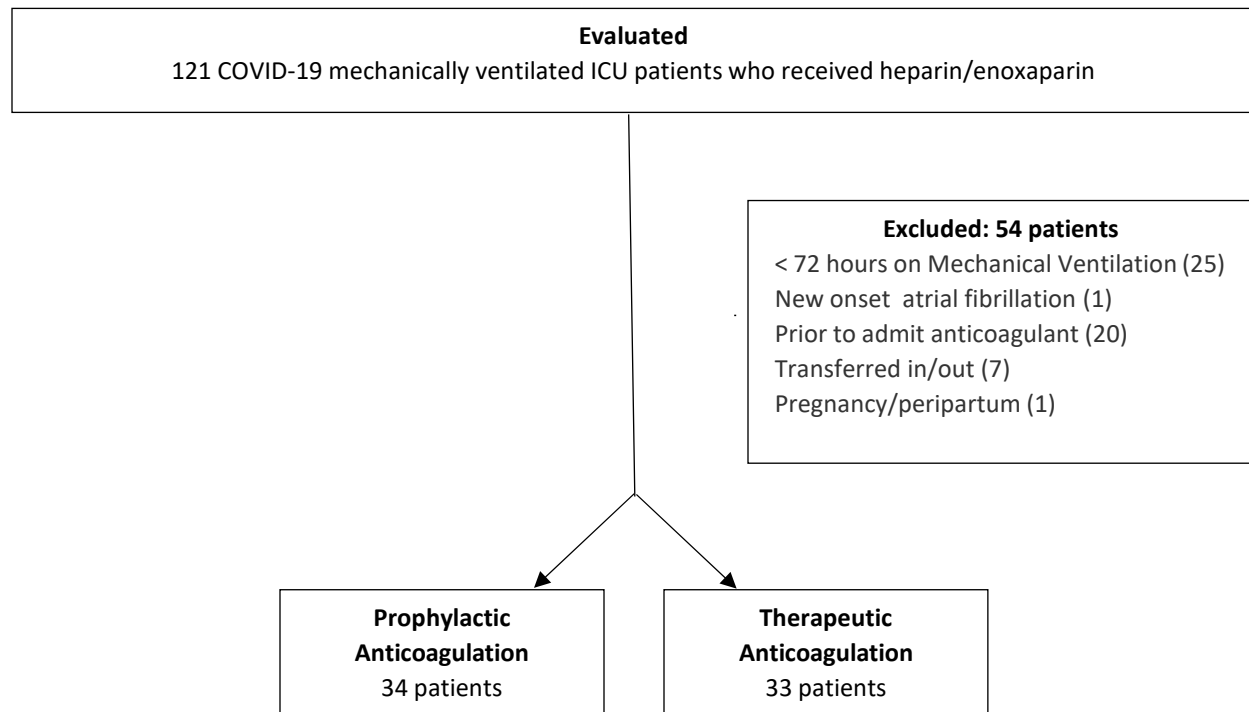 Evaluated
121 COVID-19 mechanically ventilated ICU patients who received heparin/enoxaparin
Excluded: 54 patients
< 72 hours on Mechanical Ventilation (25)
New onset atrial fibrillation (1)
Prior to admit anticoagulant (20)
Transferred in/out (7)
Pregnancy/peripartum (1)
Prophylactic
Anticoagulation
34 patients
Therapeutic
Anticoagulation
33 patients